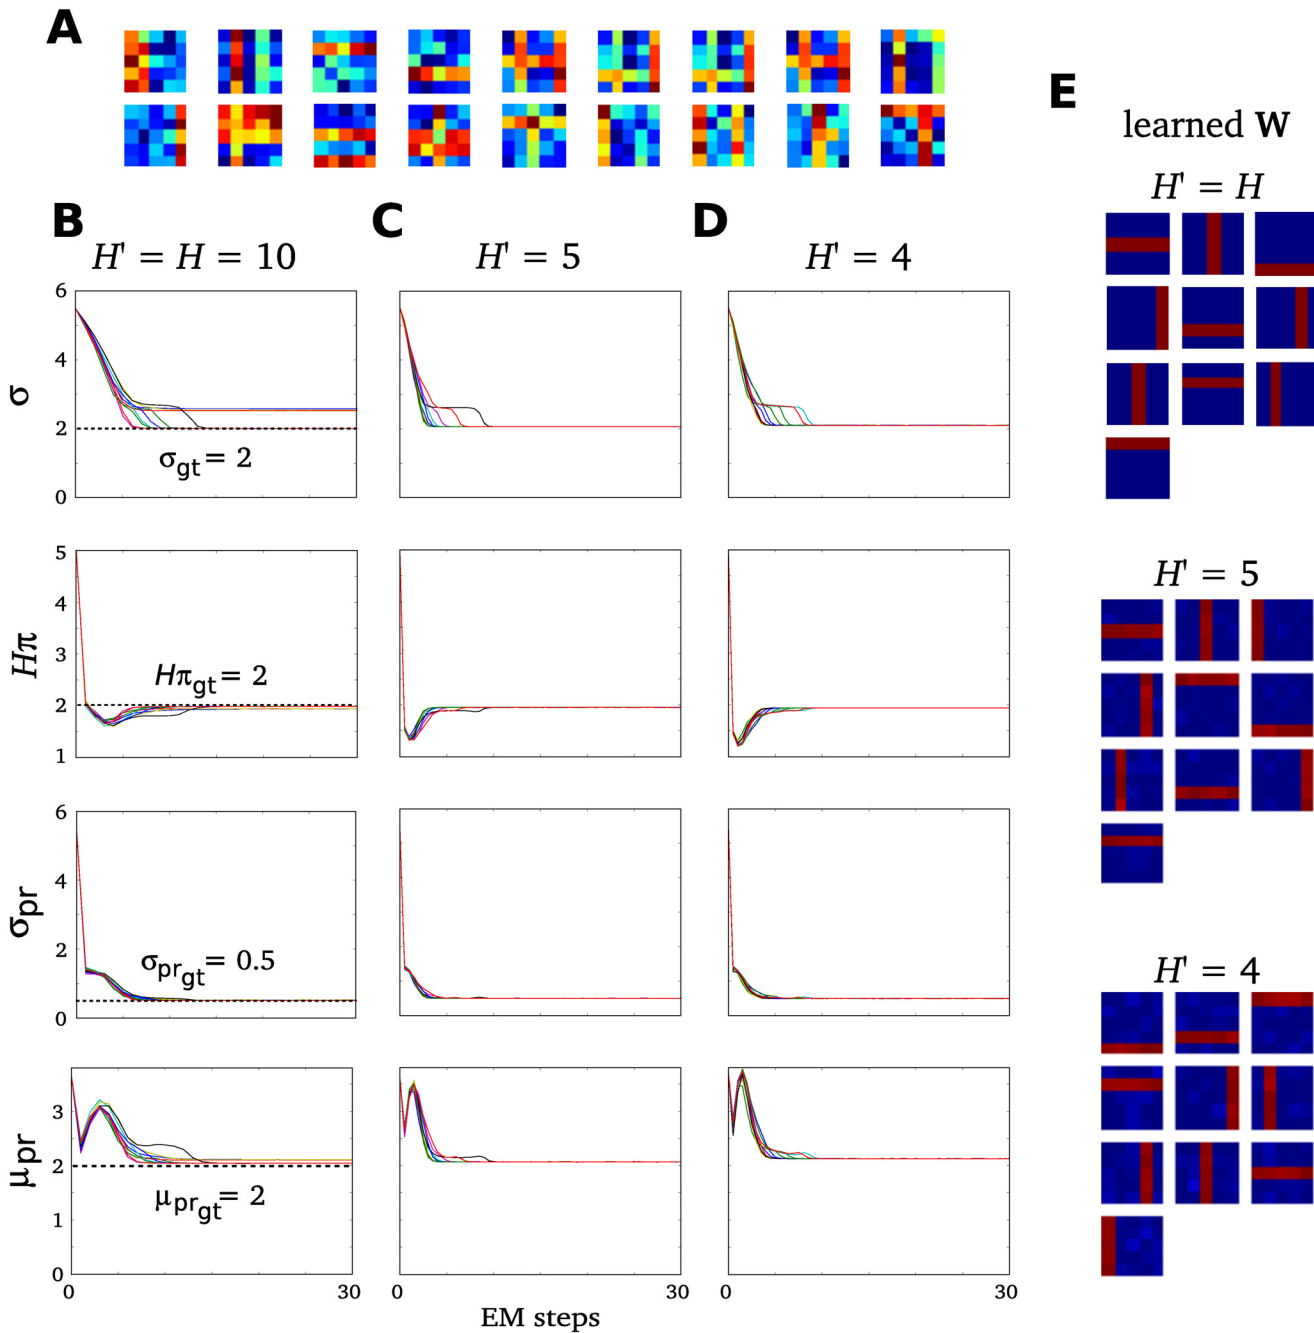 A
E
learned W
H' = H
B
C
D
H' = H = 10
H' = 5
H' = 4
σ
6
4
2
0
σgt = 2
H' = 5
Hπ
5
4
3
2
1
Hπgt = 2
σpr
6
4
2
0
σprgt = 0.5
H' = 4
μpr
3
2
1
0
μprgt = 2
0
30
0
30
0
30
EM steps